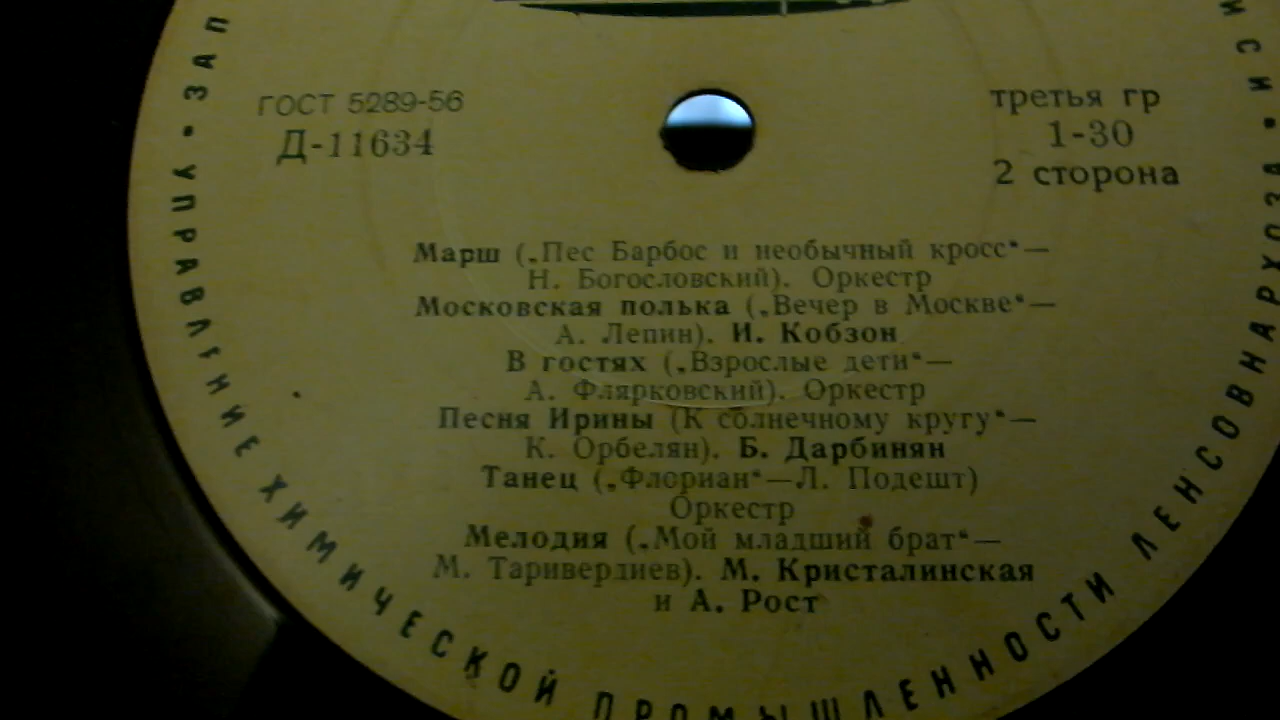 ГОСТ 5289-56
Д-11634
третья гр
1-30
2 сторона
Марш („Пес Барбос и необычный кросс“—
Н. Богословский). Оркестр
Московская полька („Вечер в Москве“—
А. Лепин). И. Кобзон
В гостях („Взрослые дети“—
А. Флярковский). Оркестр
Песня Ирины (К солнечному кругу“—
К. Орбелян). Б. Дарбинян
Танец („Флориан“—Л. Подешт)
Оркестр
Мелодия („Мой младший брат“—
М. Таривердиев). М. Кристалинская
и А. Рост
ЗАП • УПРАВЛЕНИЕ ХИМИЧЕСКОЙ ПРОМЫШЛЕННОСТИ ЛЕНСОВНАРХОЗА •